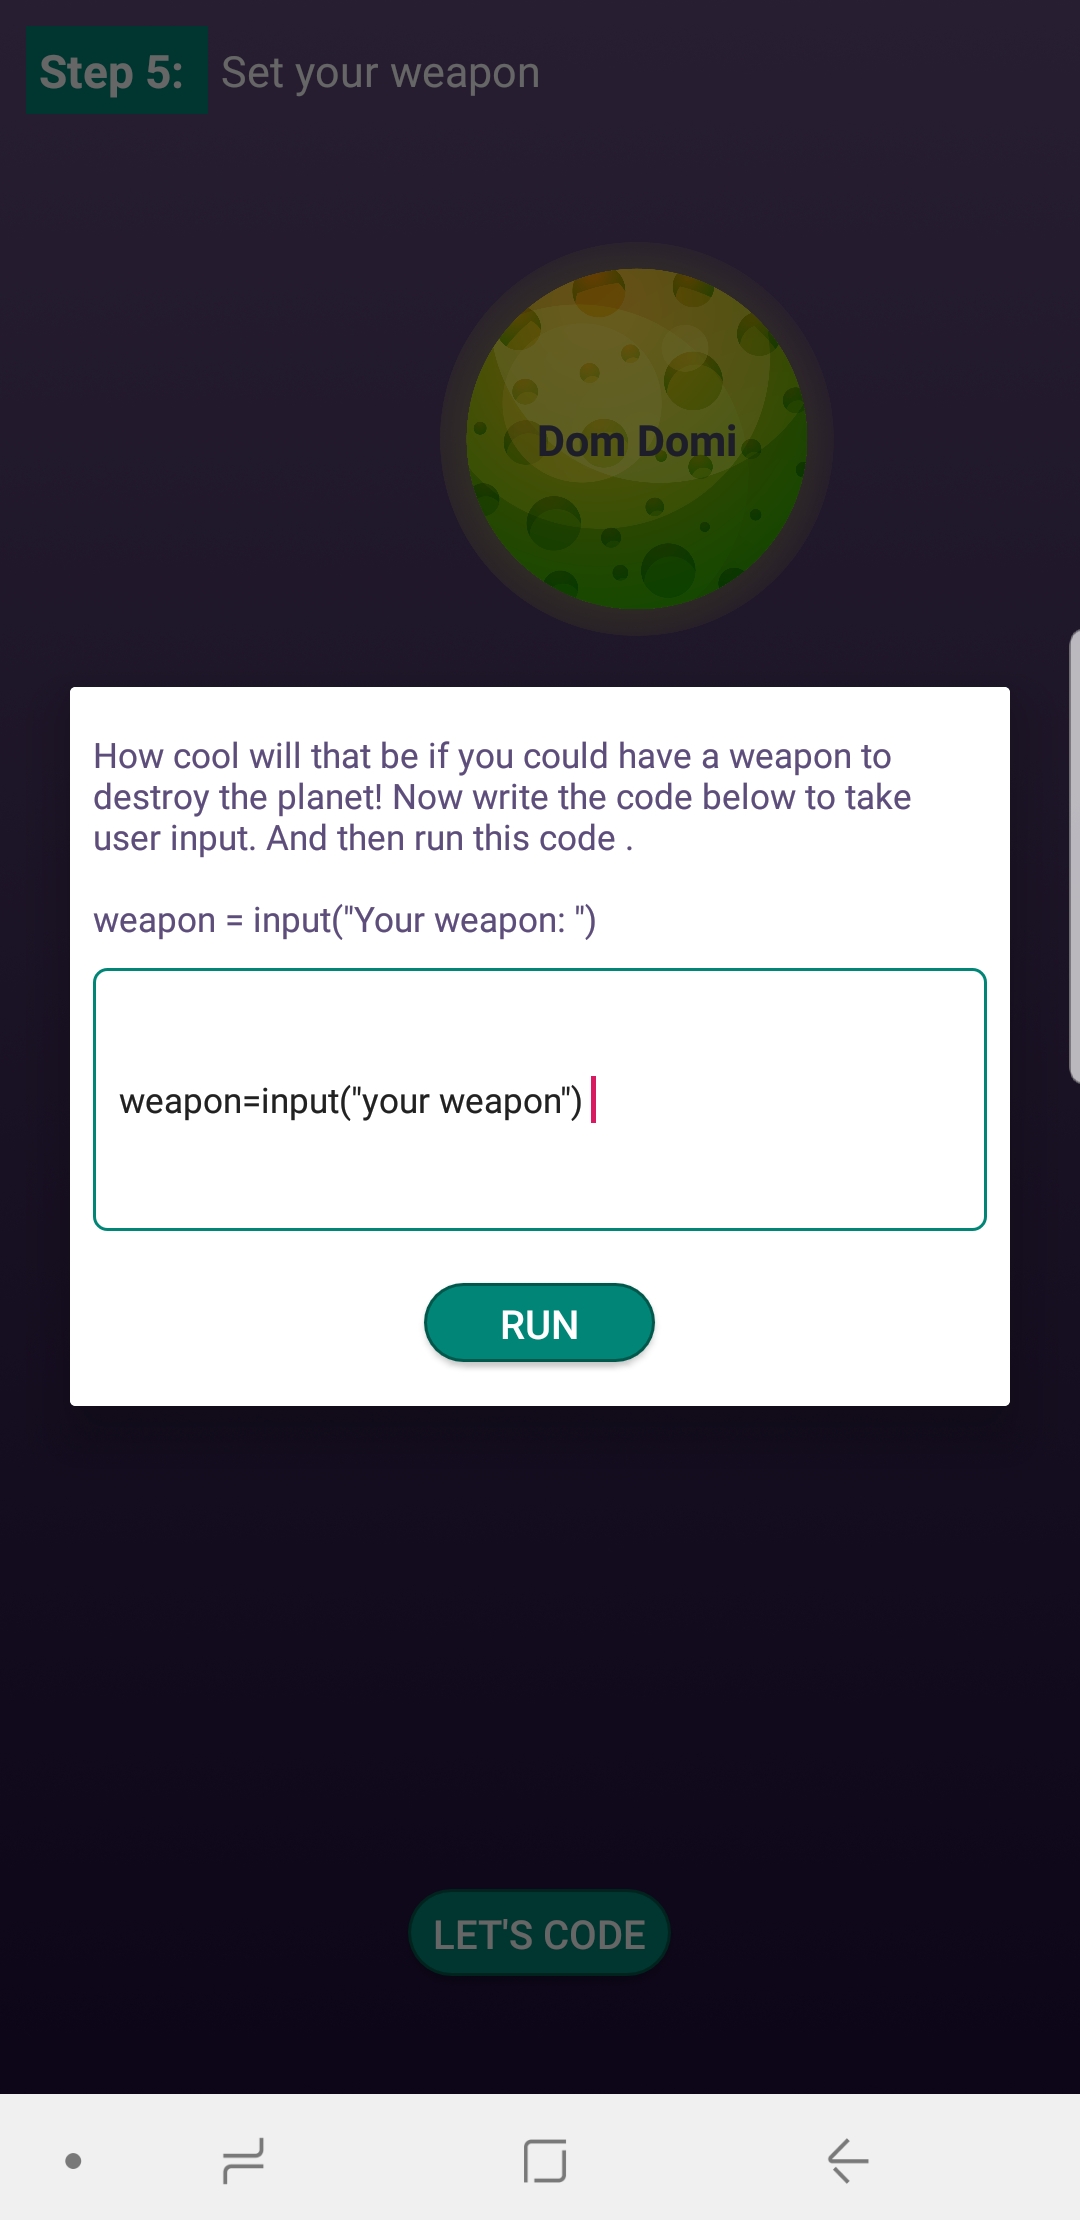 Step 5: Set your weapon
Dom Domi
How cool will that be if you could have a weapon to
destroy the planet! Now write the code below to take
user input. And then run this code .
weapon = input("Your weapon: ")
weapon=input("your weapon")
RUN
LET'S CODE